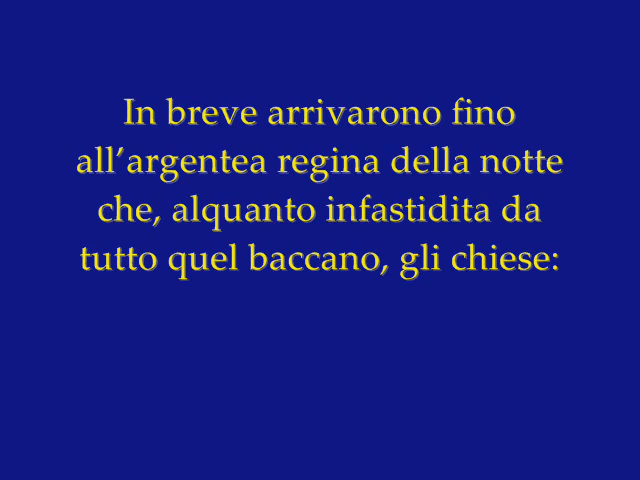 In breve arrivarono fino
all’argentea regina della notte
che, alquanto infastidita da
tutto quel baccano, gli chiese: